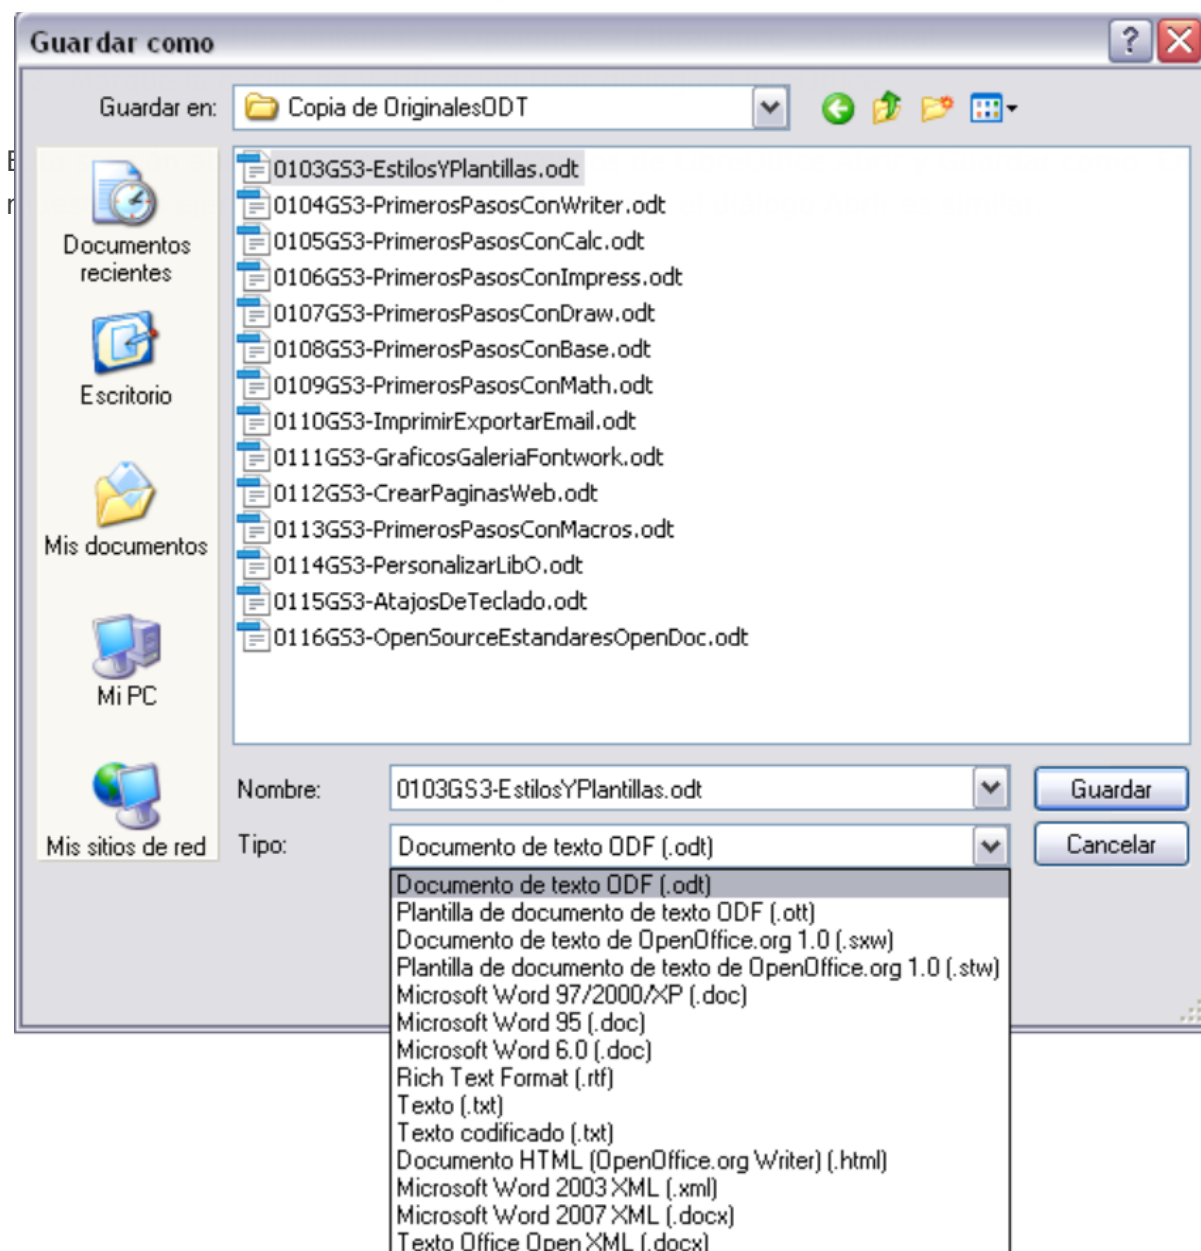 Guardar como
Guardar en:
Copia de OriginalesODT
Documentos
recientes
Escritorio
Mis documentos
Mi PC
Mis sitios de red
0103GS3-EstilosYPlantillas.odt
0104GS3-PrimerosPasosConWriter.odt
0105GS3-PrimerosPasosConCalc.odt
0106GS3-PrimerosPasosConImpress.odt
0107GS3-PrimerosPasosConDraw.odt
0108GS3-PrimerosPasosConBase.odt
0109GS3-PrimerosPasosConMath.odt
0110GS3-ImprimirExportarEmail.odt
0111GS3-GraficosGaleriaFontwork.odt
0112GS3-CrearPaginasWeb.odt
0113GS3-PrimerosPasosConMacros.odt
0114GS3-PersonalizarLibO.odt
0115GS3-AtajosDeTeclado.odt
0116GS3-OpenSourceEstandaresOpenDoc.odt
Nombre:
0103GS3-EstilosYPlantillas.odt
Guardar
Tipo:
Documento de texto ODF (.odt)
Cancelar
Documento de texto ODF (.odt)
Plantilla de documento de texto ODF (.ott)
Documento de texto de OpenOffice.org 1.0 (.sxw)
Plantilla de documento de texto de OpenOffice.org 1.0 (.stw)
Microsoft Word 97/2000/XP (.doc)
Microsoft Word 95 (.doc)
Microsoft Word 6.0 (.doc)
Rich Text Format (.rtf)
Texto (.txt)
Texto codificado (.txt)
Documento HTML (OpenOffice.org Writer) (.html)
Microsoft Word 2003 XML (.xml)
Microsoft Word 2007 XML (.docx)
Texto Office Open XML (.docx)